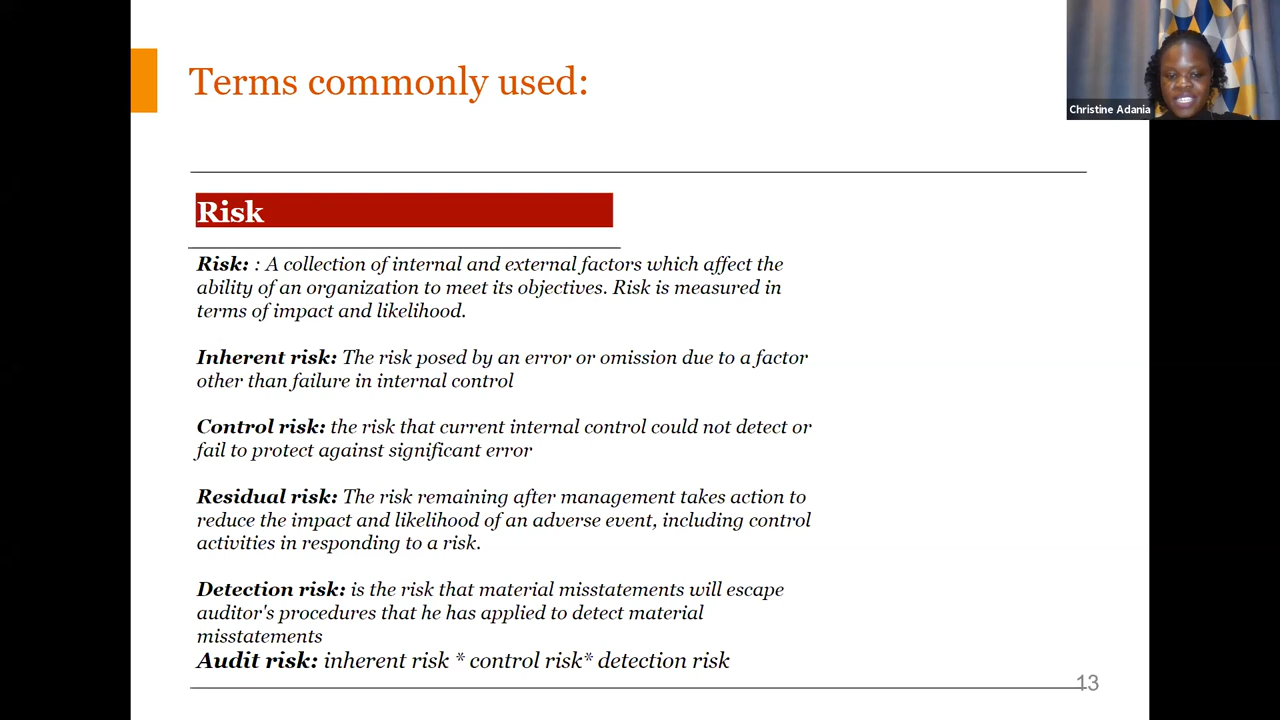 Terms commonly used:
Christine Adania
Risk
Risk: : A collection of internal and external factors which affect the
ability of an organization to meet its objectives. Risk is measured in
terms of impact and likelihood.
Inherent risk: The risk posed by an error or omission due to a factor
other than failure in internal control
Control risk: the risk that current internal control could not detect or
fail to protect against significant error
Residual risk: The risk remaining after management takes action to
reduce the impact and likelihood of an adverse event, including control
activities in responding to a risk.
Detection risk: is the risk that material misstatements will escape
auditor's procedures that he has applied to detect material
misstatements
Audit risk: inherent risk * control risk* detection risk
13